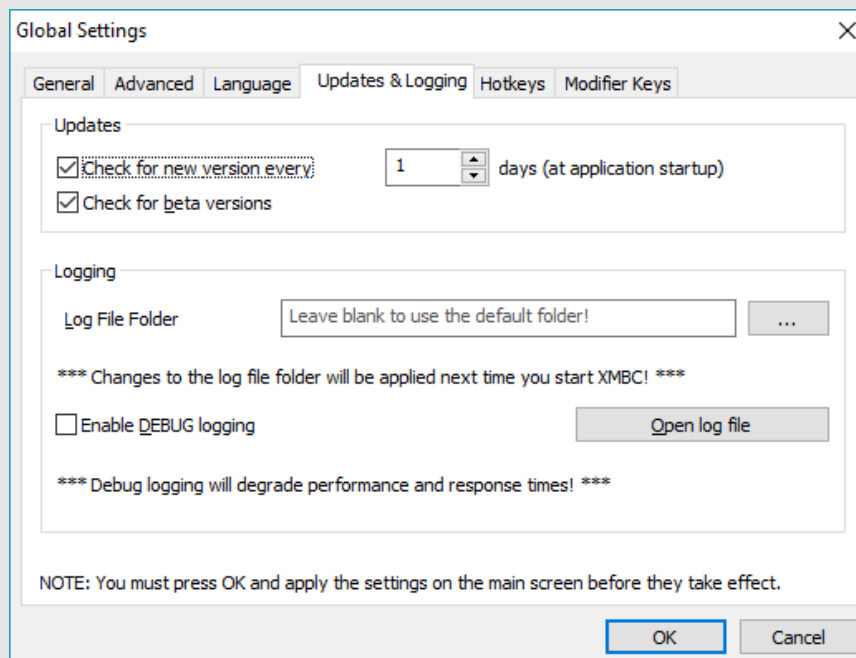 Global Settings
General Advanced Language Updates & Logging Hotkeys Modifier Keys
Updates
Check for new version every 1 days (at application startup)
Check for beta versions
Logging
Log File Folder Leave blank to use the default folder! ...
*** Changes to the log file folder will be applied next time you start XMBC! ***
Enable DEBUG logging Open log file
*** Debug logging will degrade performance and response times! ***
NOTE: You must press OK and apply the settings on the main screen before they take effect.
OK Cancel